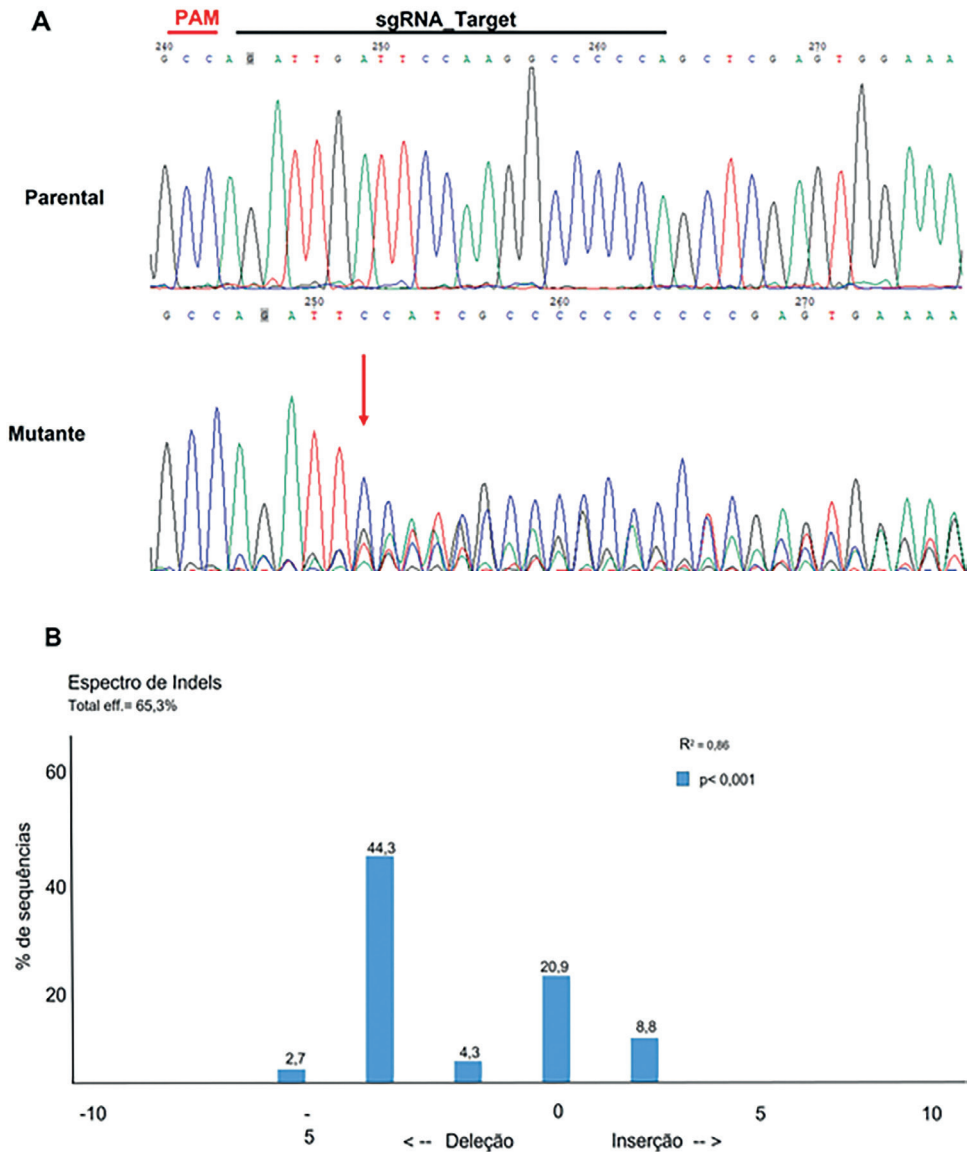 A
PAM
sgRNA_Target
240 250 260 270
G C C A G A T T G A T T C C A A G G C C C C C A G C T C G A G T G G A A A
Parental
250 260 270
G C C A G A T T C C A T C G C C C C C C C C C C G A G T G A A A A
Mutante
B
Espectro de Indels
Total eff.= 65,3%
R² = 0,86
p< 0,001
% de sequências
60
40
20
2,7
44,3
4,3
20,9
8,8
-10
-
5
0
5
10
< -- Deleção
Inserção -- >